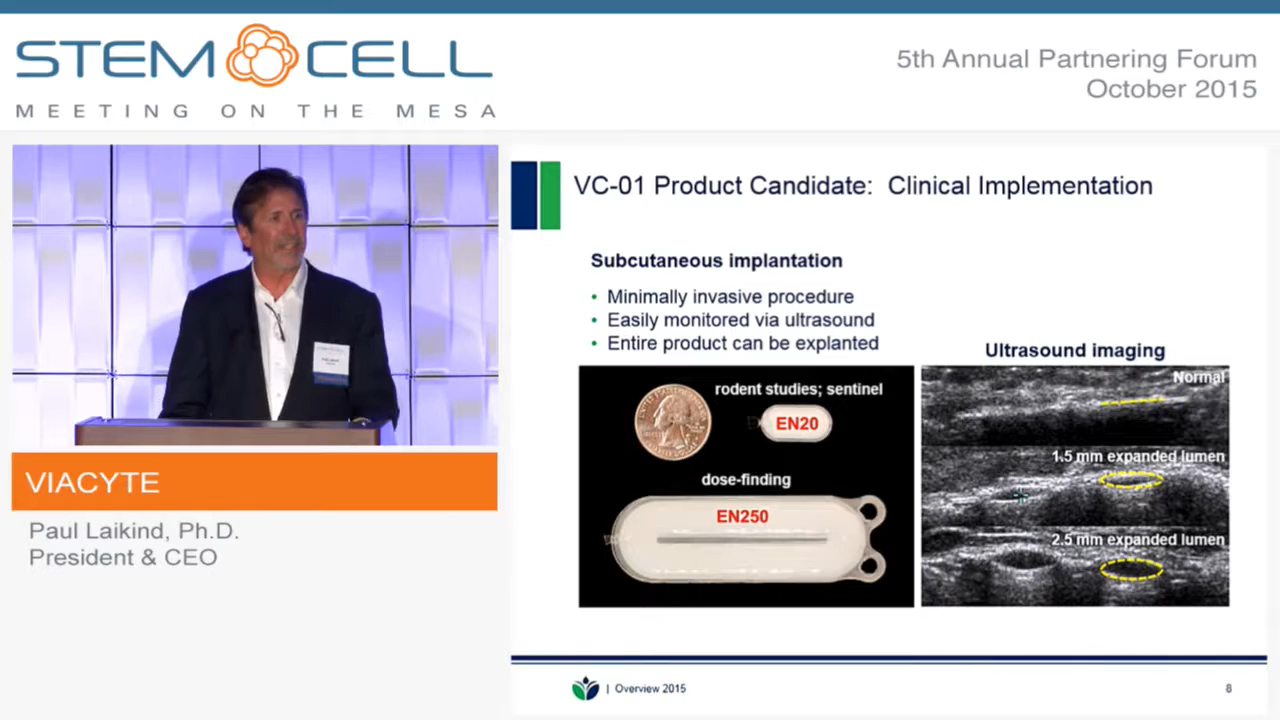 STEM CELL
MEETING ON THE MESA
5th Annual Partnering Forum
October 2015
VIACYTE
Paul Laikind, Ph.D.
President & CEO
VC-01 Product Candidate: Clinical Implementation
Subcutaneous implantation
• Minimally invasive procedure
• Easily monitored via ultrasound
• Entire product can be explanted
rodent studies; sentinel
EN20
dose-finding
EN250
Ultrasound imaging
Normal
1.5 mm expanded lumen
2.5 mm expanded lumen
| Overview 2015
8